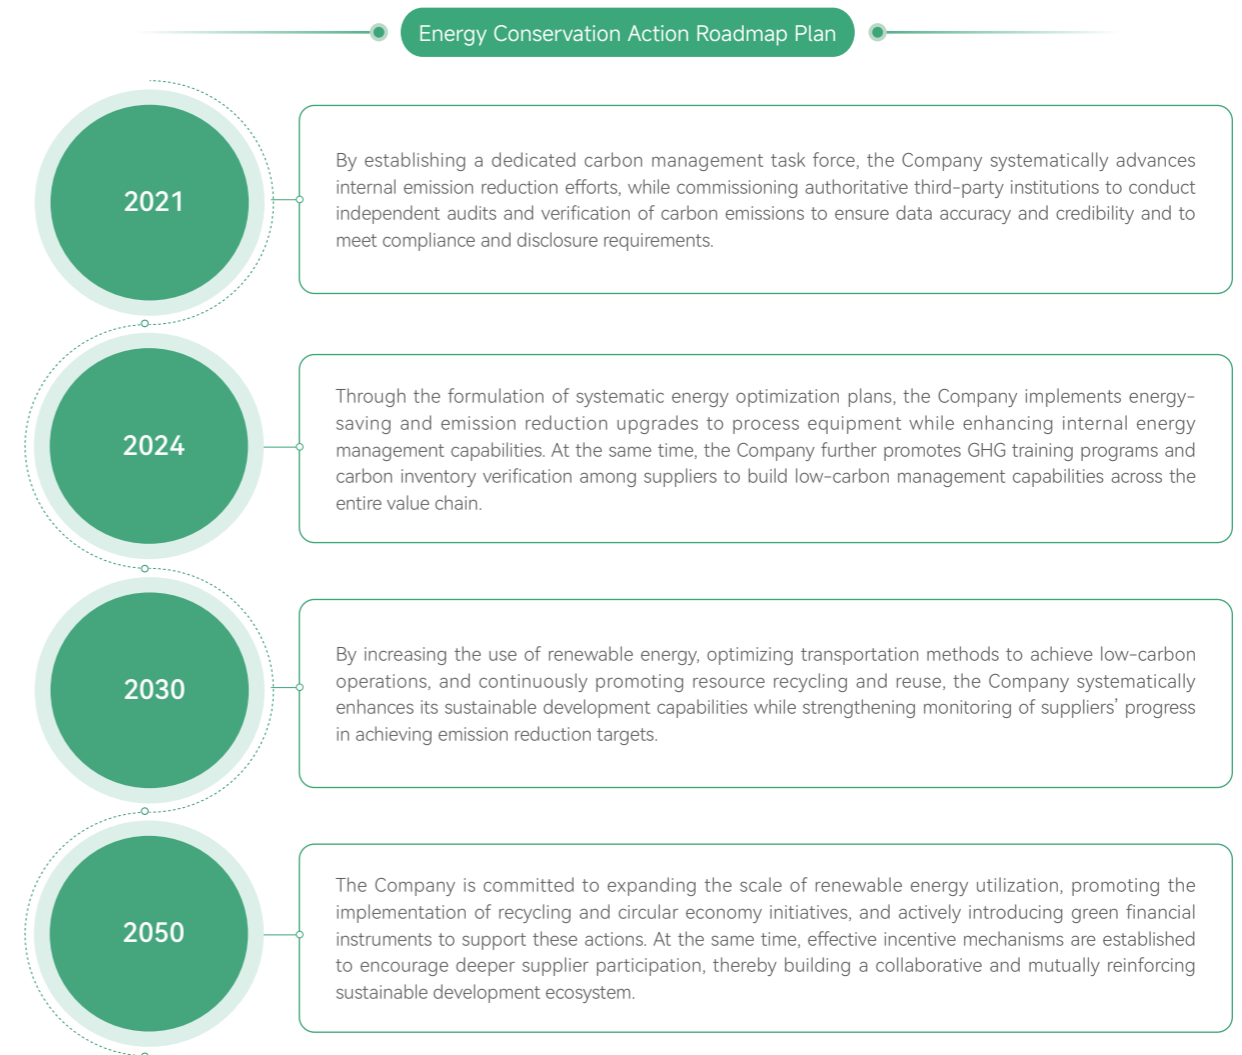 Energy Conservation Action Roadmap Plan
2021
By establishing a dedicated carbon management task force, the Company systematically advances
internal emission reduction efforts, while commissioning authoritative third-party institutions to conduct
independent audits and verification of carbon emissions to ensure data accuracy and credibility and to
meet compliance and disclosure requirements.
2024
Through the formulation of systematic energy optimization plans, the Company implements energy-
saving and emission reduction upgrades to process equipment while enhancing internal energy
management capabilities. At the same time, the Company further promotes GHG training programs and
carbon inventory verification among suppliers to build low-carbon management capabilities across the
entire value chain.
2030
By increasing the use of renewable energy, optimizing transportation methods to achieve low-carbon
operations, and continuously promoting resource recycling and reuse, the Company systematically
enhances its sustainable development capabilities while strengthening monitoring of suppliers’ progress
in achieving emission reduction targets.
2050
The Company is committed to expanding the scale of renewable energy utilization, promoting the
implementation of recycling and circular economy initiatives, and actively introducing green financial
instruments to support these actions. At the same time, effective incentive mechanisms are established
to encourage deeper supplier participation, thereby building a collaborative and mutually reinforcing
sustainable development ecosystem.